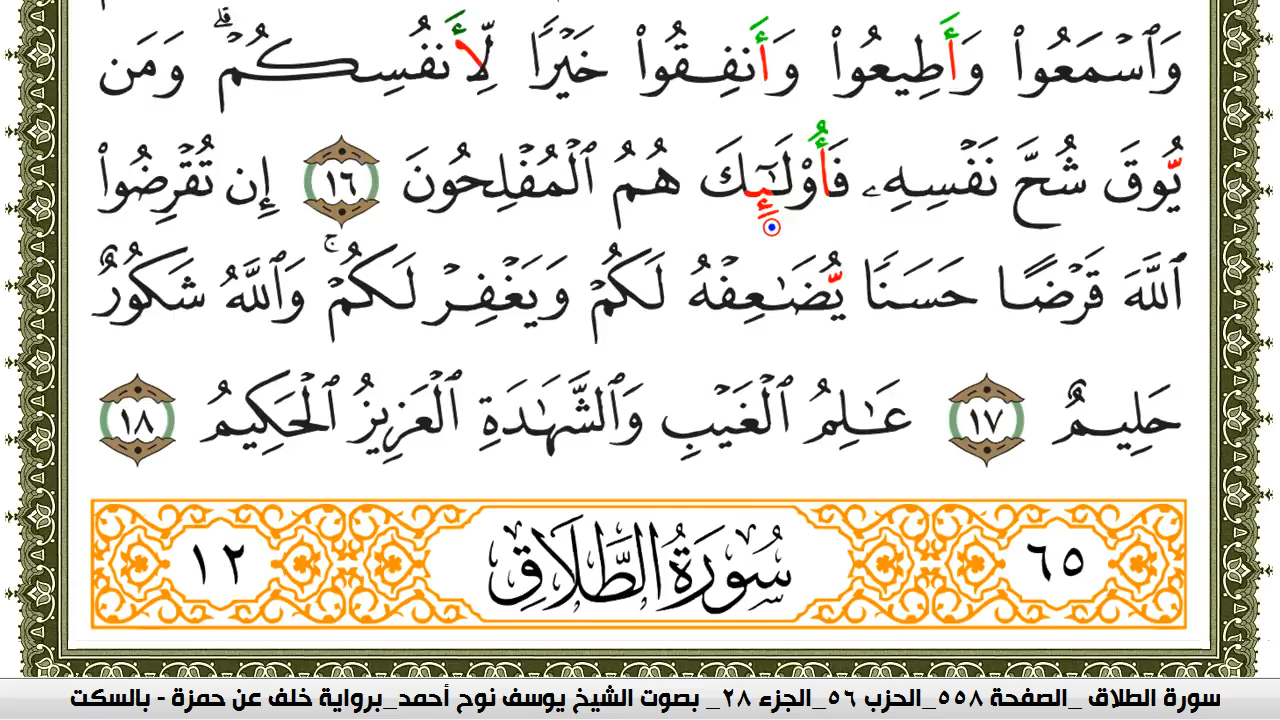 وَٱسۡمَعُواْ وَأَطِيعُواْ وَأَنفِقُواْ خَيۡرٗا لِّأَنفُسِكُمۡۗ وَمَن
يُّوقَ شُحَّ نَفۡسِهِۦ فَأُوْلَٰٓئِكَ هُمُ ٱلۡمُفۡلِحُونَ ١٦ إِن تُقۡرِضُواْ
ٱللَّهَ قَرۡضًا حَسَنٗا يُّضَٰعِفۡهُ لَكُمۡ وَيَغۡفِرۡ لَكُمۡۚ وَٱللَّهُ شَكُورٌ
حَلِيمٌ ١٧ عَٰلِمُ ٱلۡغَيۡبِ وَٱلشَّهَٰدَةِ ٱلۡعَزِيزُ ٱلۡحَكِيمُ ١٨
٦٥ سُورَةُ الطَّلَاقِ ١٢
سورة الطلاق _الصفحة ٥٥٨_الحزب ٥٦_الجزء ٢٨_ بصوت الشيخ يوسف نوح أحمد_برواية خلف عن حمزة - بالسكت